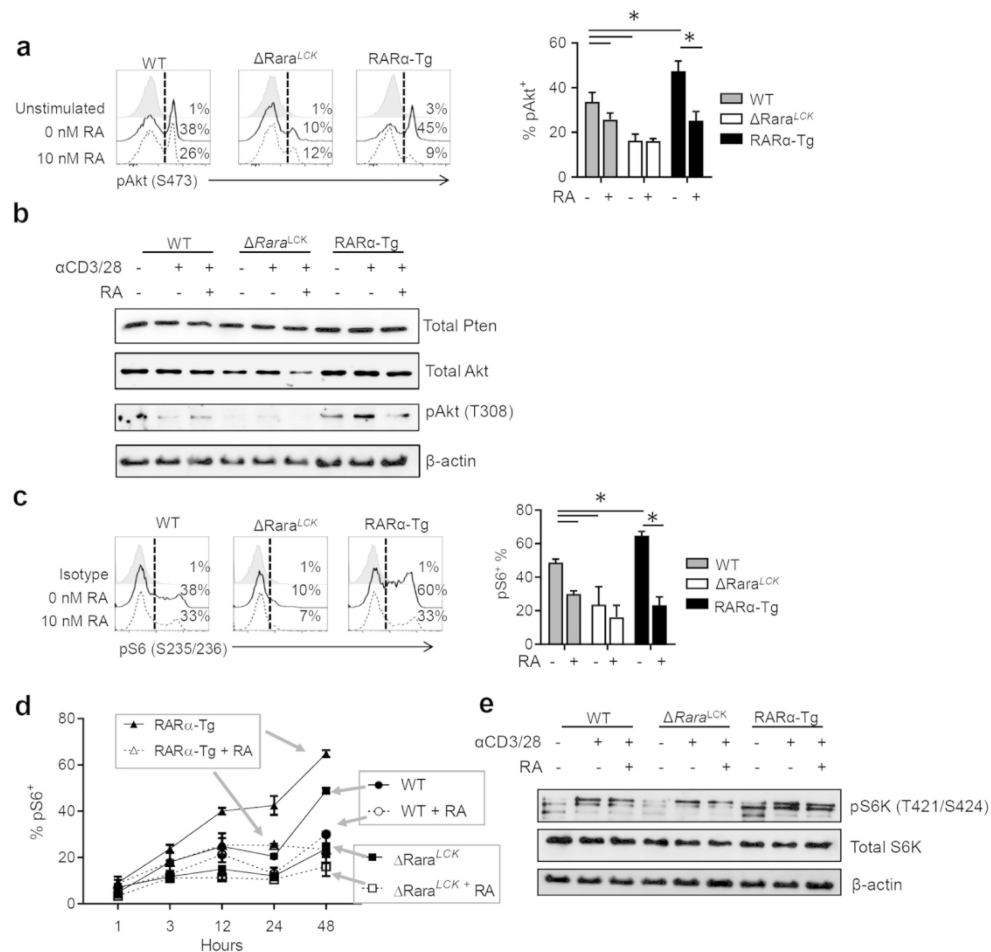 a
WT ΔRara^LCK RARα-Tg
Unstimulated 1% 1% 3%
0 nM RA 38% 10% 45%
10 nM RA 26% 12% 9%
pAkt (S473)
* *
% pAkt⁺
60
40
20
0
RA - + - + - +
WT
ΔRara^LCK
RARα-Tg
b
WT ΔRara^LCK RARα-Tg
αCD3/28 - + + - + + - + +
RA + + +
Total Pten
Total Akt
pAkt (T308)
β-actin
c
WT ΔRara^LCK RARα-Tg
Isotype 1% 1% 1%
0 nM RA 38% 10% 60%
10 nM RA 33% 7% 33%
pS6 (S235/236)
* *
pS6⁺ %
80
60
40
20
0
RA - + - + - +
WT
ΔRara^LCK
RARα-Tg
d
% pS6⁺
80
60
40
20
0
1 3 12 24 48
Hours
RARα-Tg
RARα-Tg + RA
WT
WT + RA
ΔRara^LCK
ΔRara^LCK + RA
e
WT ΔRara^LCK RARα-Tg
αCD3/28 - + + - + + - + +
RA + + +
pS6K (T421/S424)
Total S6K
β-actin